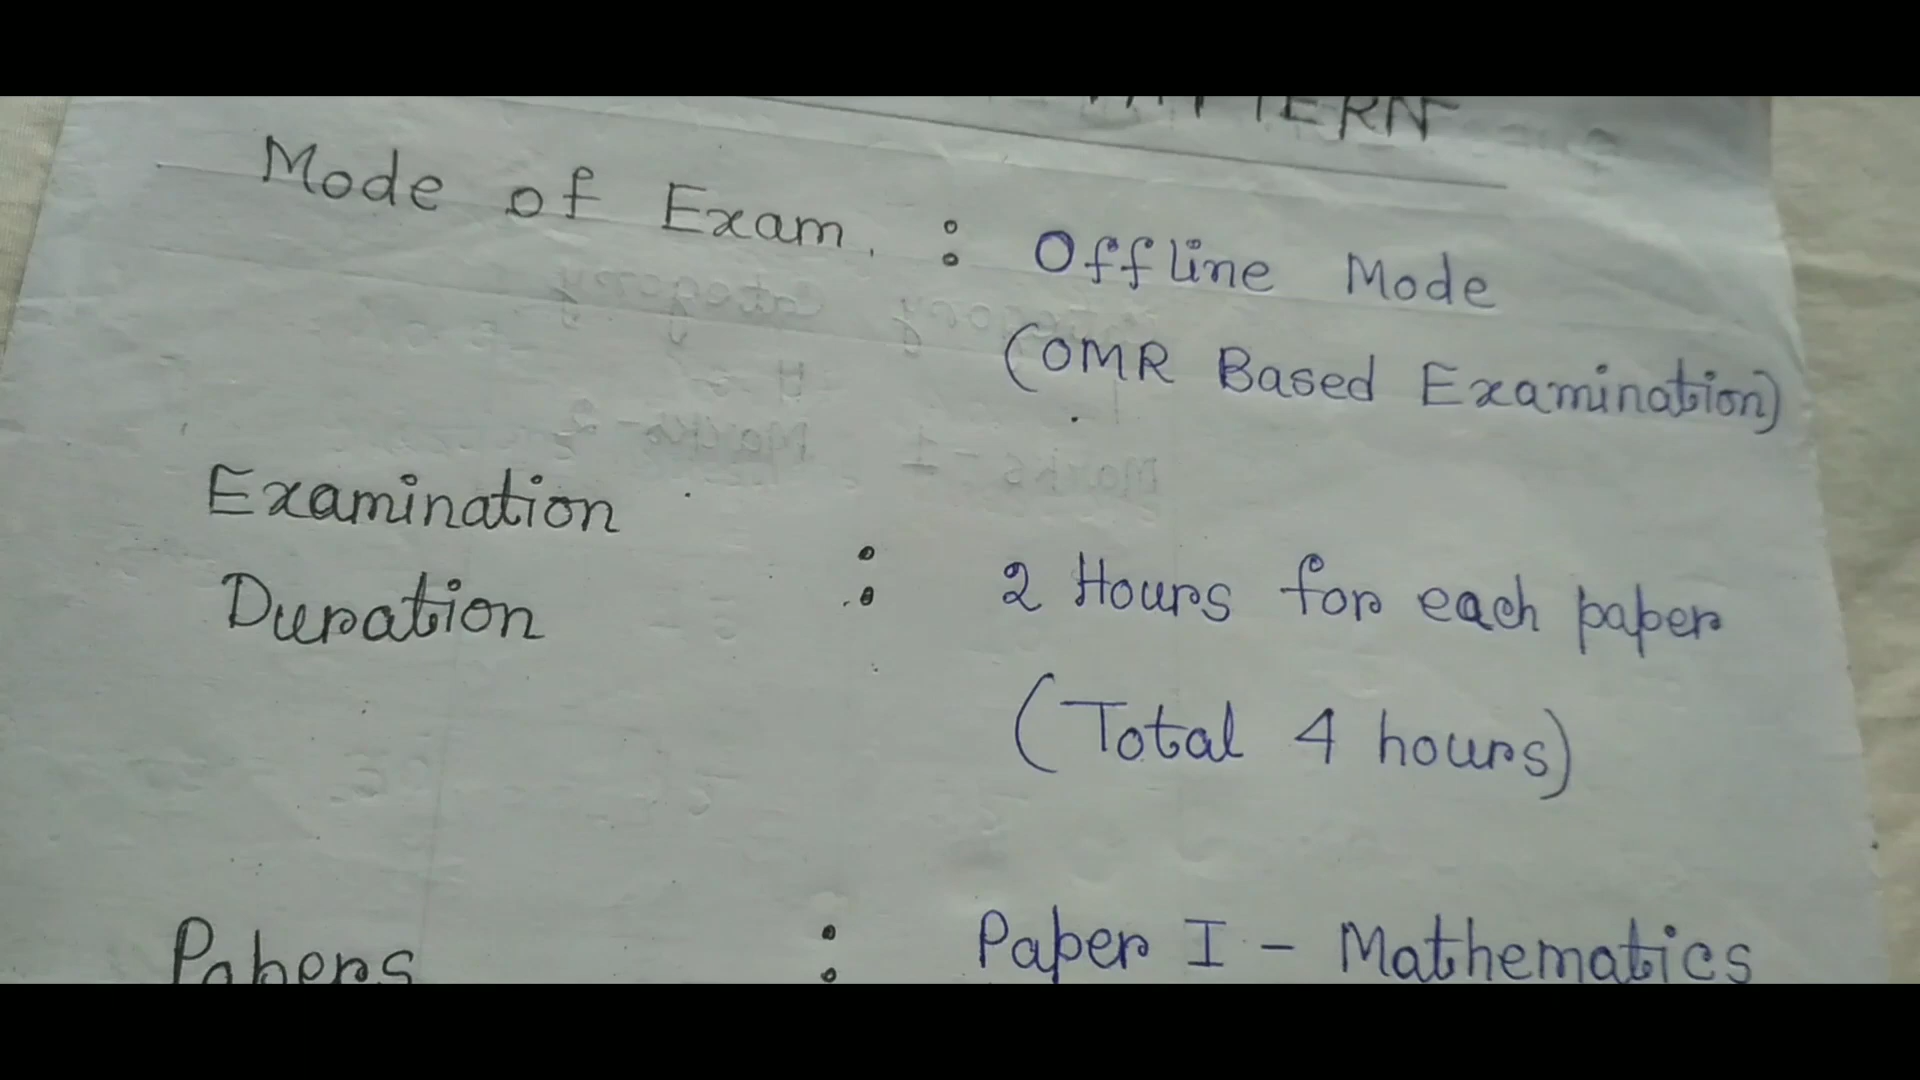 PATTERN
Mode of Exam. : Offline Mode
(OMR Based Examination)
Examination
Duration : 2 Hours for each paper
(Total 4 hours)
Papers : Paper I - Mathematics